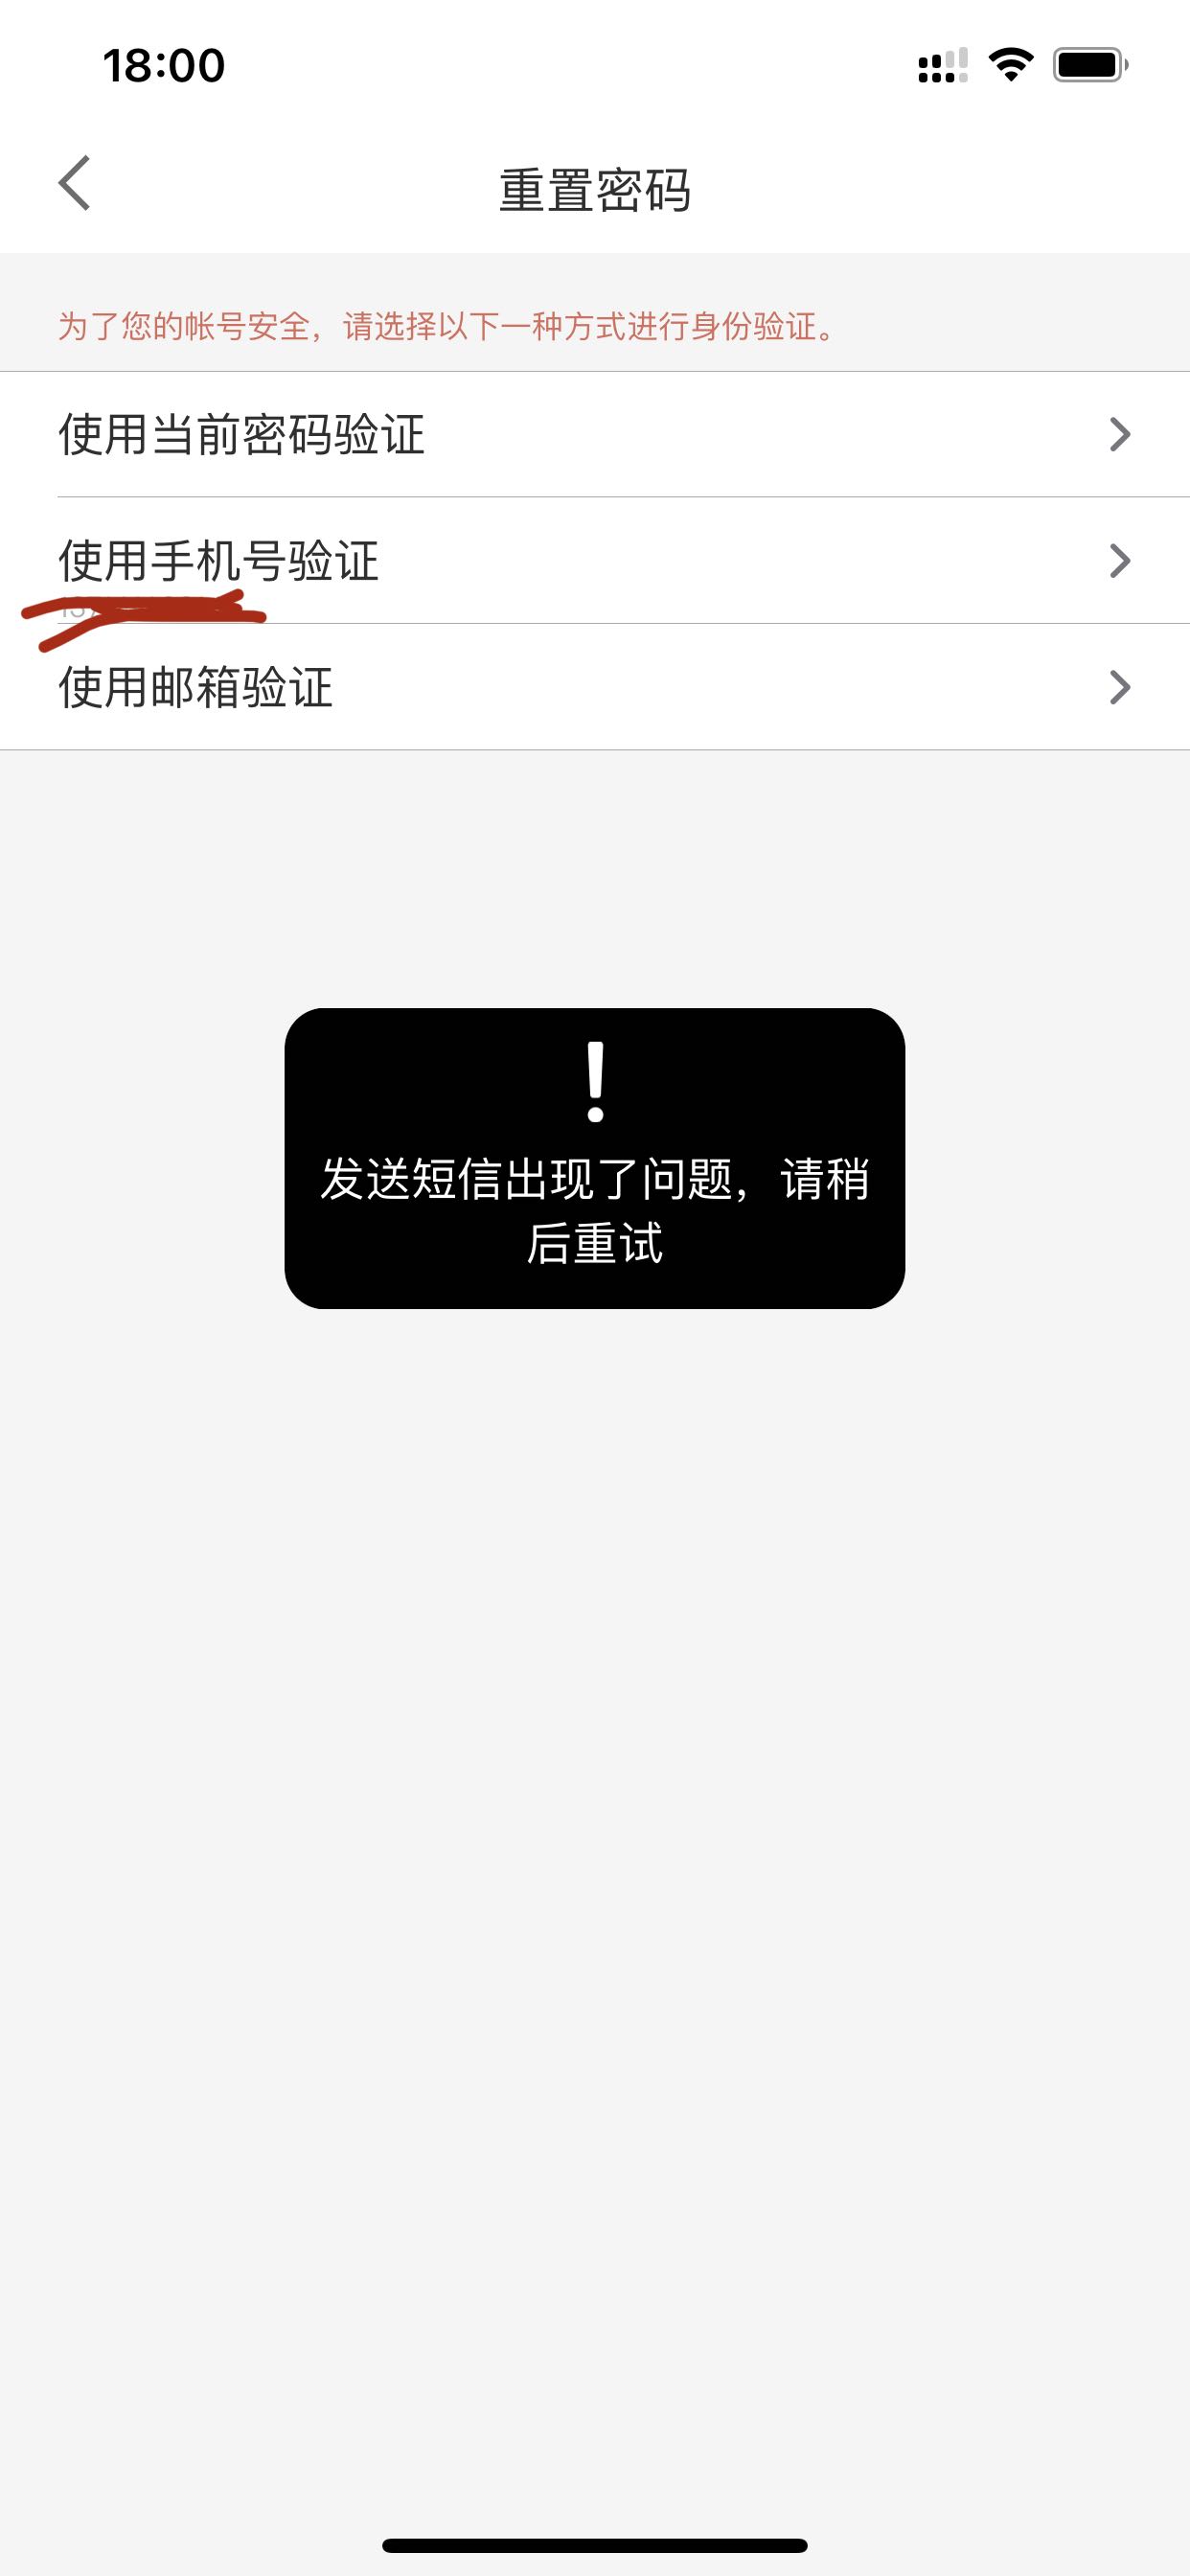 18:00
重置密码
为了您的帐号安全，请选择以下一种方式进行身份验证。
使用当前密码验证
使用手机号验证
使用邮箱验证
!
发送短信出现了问题，请稍
后重试